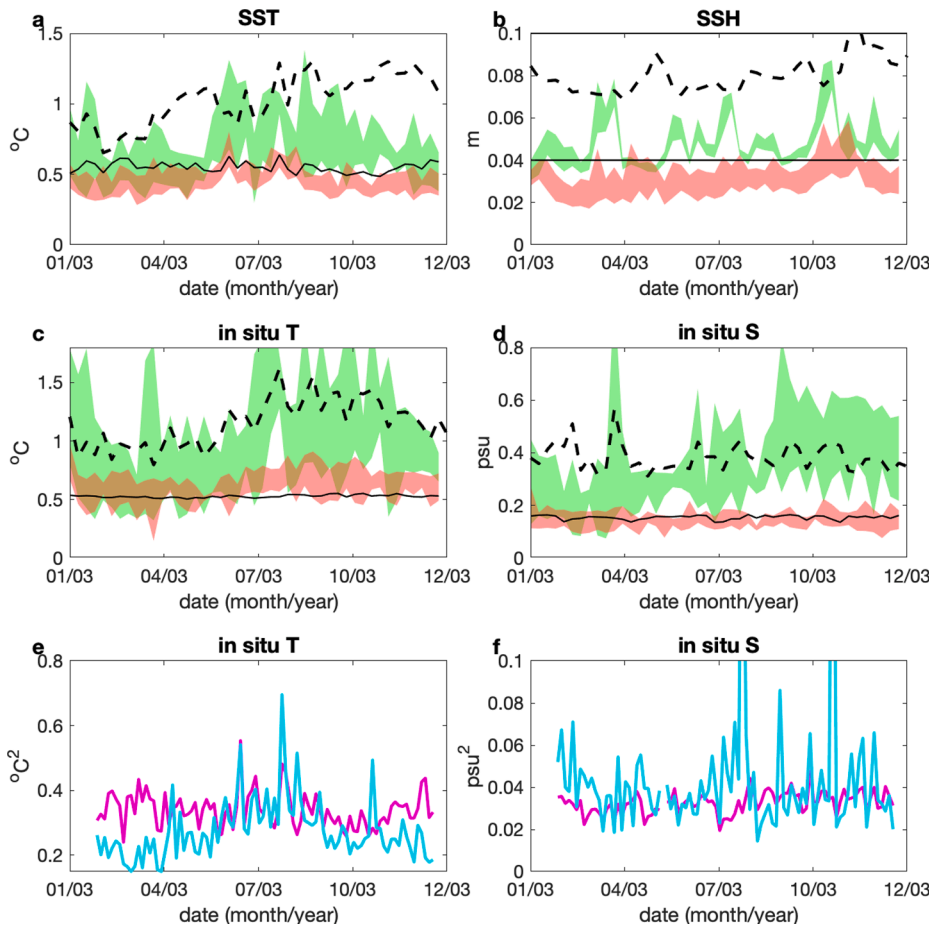 a SST
1.5
1
0.5
0
ºC
01/03 04/03 07/03 10/03 12/03
date (month/year)
b SSH
0.1
0.08
0.06
0.04
0.02
0
m
01/03 04/03 07/03 10/03 12/03
date (month/year)
c in situ T
1.5
1
0.5
0
ºC
01/03 04/03 07/03 10/03 12/03
date (month/year)
d in situ S
0.8
0.6
0.4
0.2
0
psu
01/03 04/03 07/03 10/03 12/03
date (month/year)
e in situ T
0.8
0.6
0.4
0.2
ºC²
01/03 04/03 07/03 10/03 12/03
date (month/year)
f in situ S
0.1
0.08
0.06
0.04
0.02
0
psu²
01/03 04/03 07/03 10/03 12/03
date (month/year)